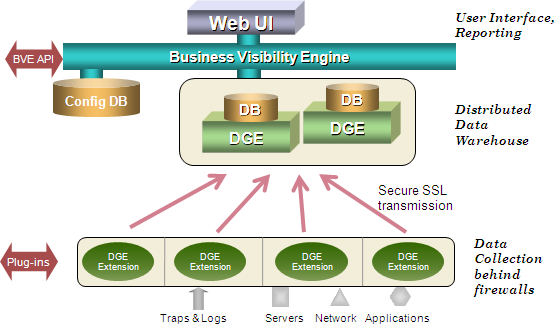 Web UI
User Interface,
Reporting
BVE API
Business Visibility Engine
Config DB
DB
DGE
DB
DGE
Distributed
Data
Warehouse
Secure SSL
transmission
Plug-ins
DGE
Extension
DGE
Extension
DGE
Extension
DGE
Extension
Data
Collection
behind
firewalls
Traps & Logs
Servers
Network
Applications